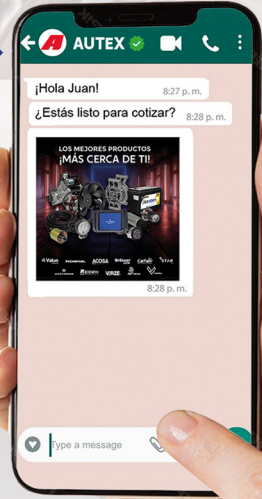 AUTEX
¡Hola Juan!
8:27 p. m.
¿Estás listo para cotizar?
8:28 p. m.
LOS MEJORES PRODUCTOS
¡MÁS CERCA DE TI!
Value
ACOSA
STAR
8:28 p. m.
Type a message